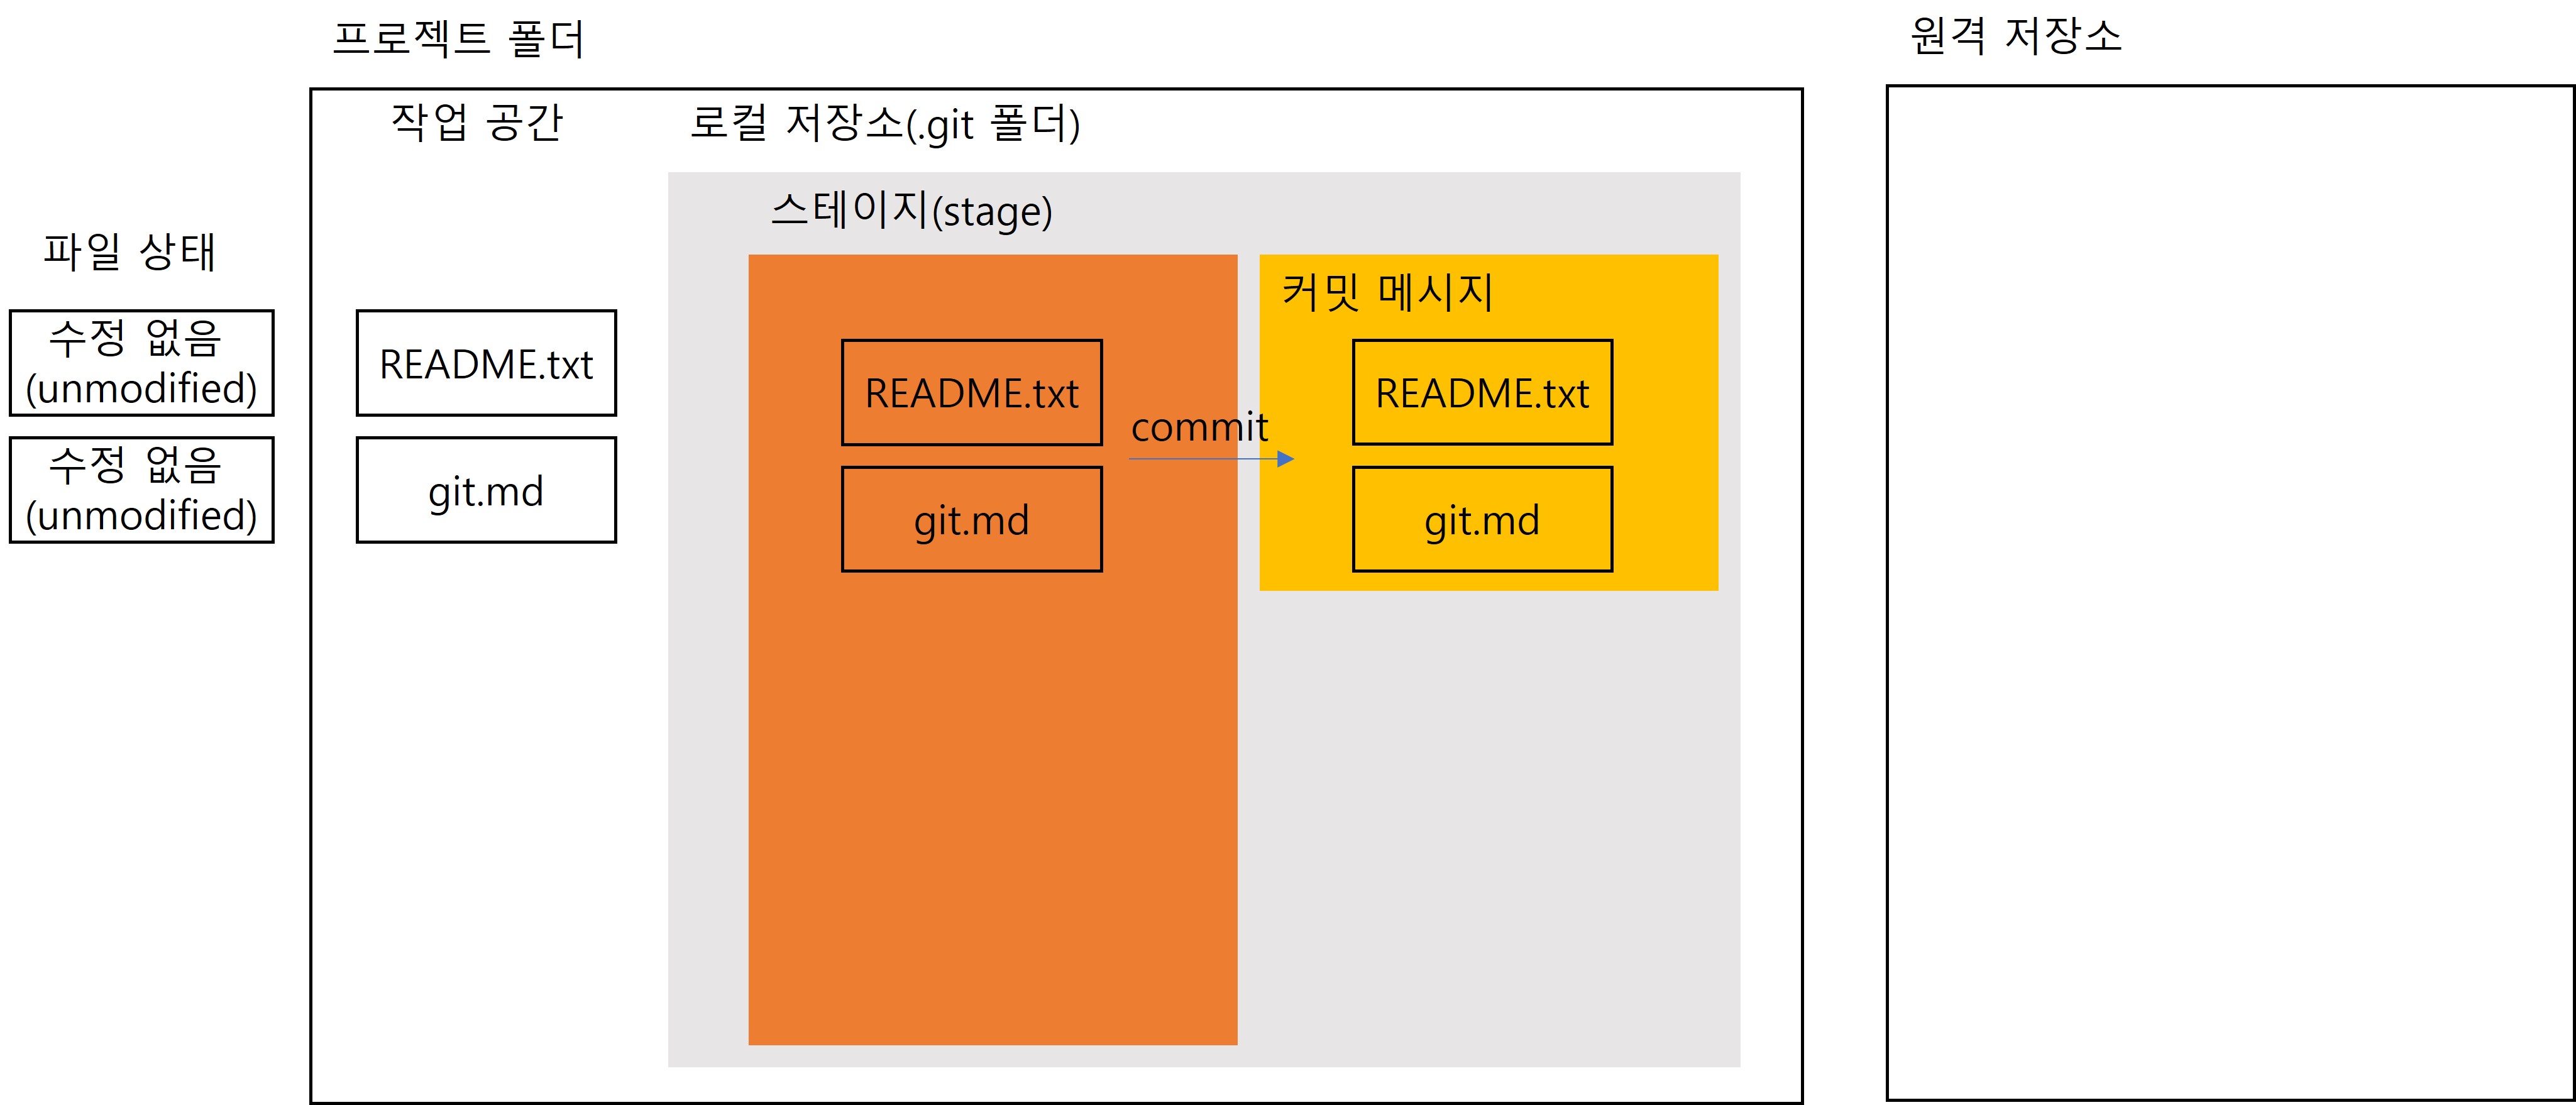 프로젝트 폴더
원격 저장소
작업 공간
로컬 저장소(.git 폴더)
스테이지(stage)
파일 상태
커밋 메시지
수정 없음
(unmodified)
README.txt
README.txt
README.txt
commit
수정 없음
(unmodified)
git.md
git.md
git.md